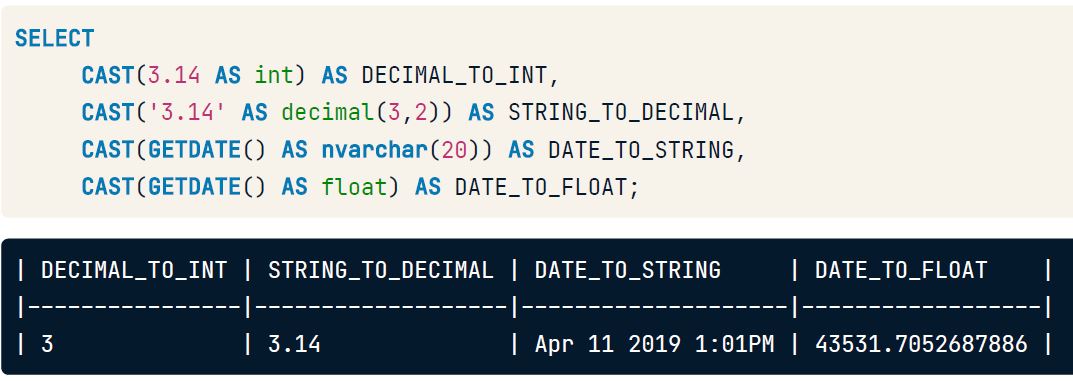 SELECT
CAST(3.14 AS int) AS DECIMAL_TO_INT,
CAST('3.14' AS decimal(3,2)) AS STRING_TO_DECIMAL,
CAST(GETDATE() AS nvarchar(20)) AS DATE_TO_STRING,
CAST(GETDATE() AS float) AS DATE_TO_FLOAT;
| DECIMAL_TO_INT | STRING_TO_DECIMAL | DATE_TO_STRING | DATE_TO_FLOAT |
|----------------|-------------------|--------------------|------------------|
| 3 | 3.14 | Apr 11 2019 1:01PM | 43531.7052687886 |